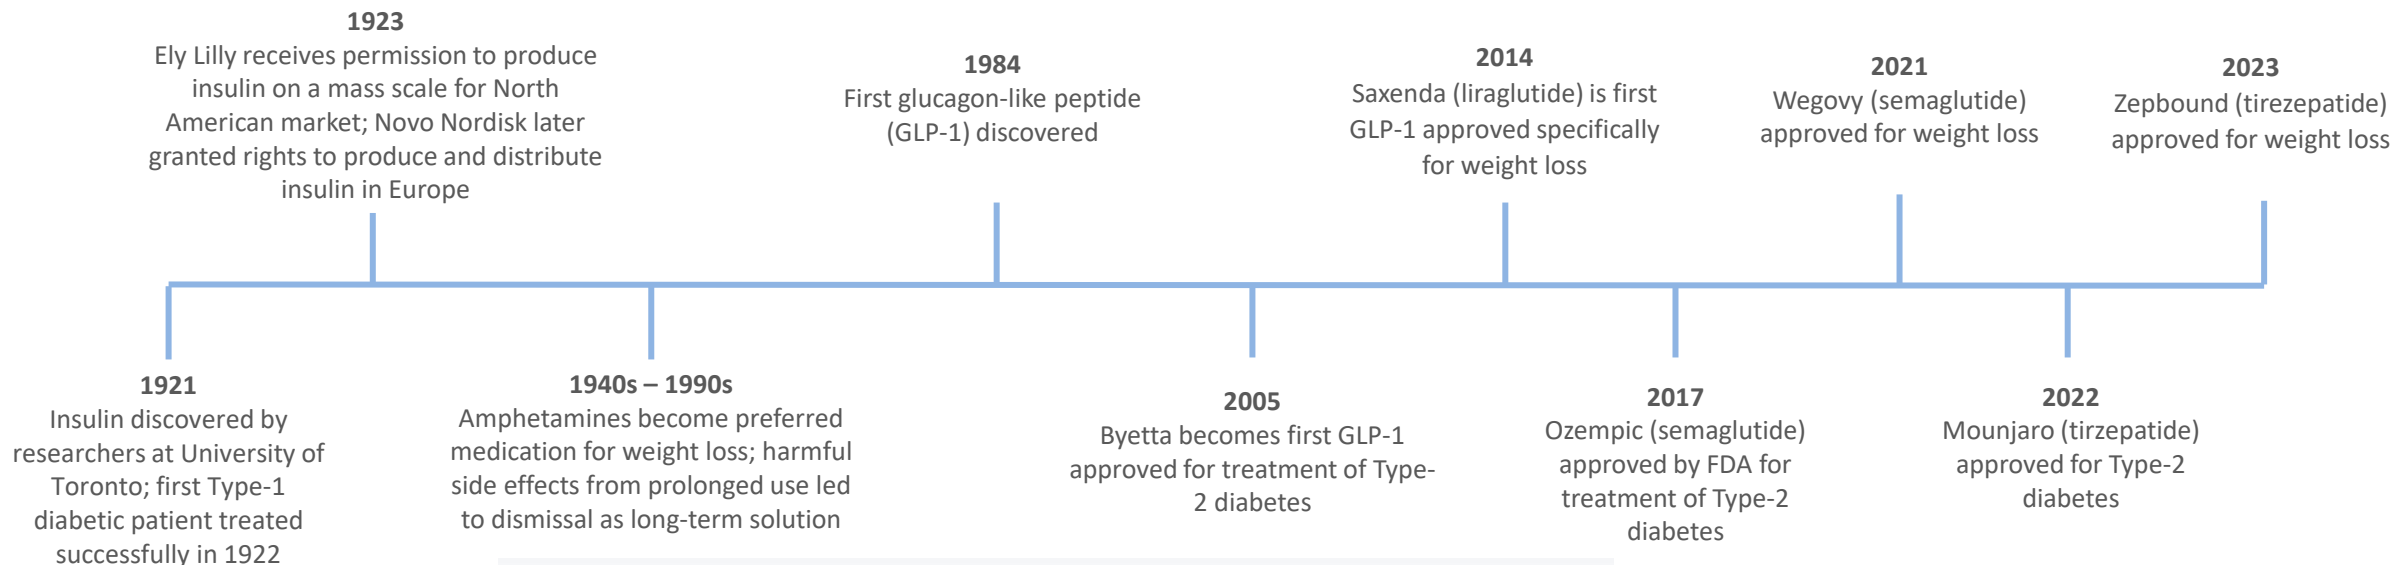 1923
Ely Lilly receives permission to produce
insulin on a mass scale for North
American market; Novo Nordisk later
granted rights to produce and distribute
insulin in Europe
1984
First glucagon-like peptide
(GLP-1) discovered
2014
Saxenda (liraglutide) is first
GLP-1 approved specifically
for weight loss
2021
Wegovy (semaglutide)
approved for weight loss
2023
Zepbound (tirezepatide)
approved for weight loss
1921
Insulin discovered by
researchers at University of
Toronto; first Type-1
diabetic patient treated
successfully in 1922
1940s – 1990s
Amphetamines become preferred
medication for weight loss; harmful
side effects from prolonged use led
to dismissal as long-term solution
2005
Byetta becomes first GLP-1
approved for treatment of Type-
2 diabetes
2017
Ozempic (semaglutide)
approved by FDA for
treatment of Type-2
diabetes
2022
Mounjaro (tirzepatide)
approved for Type-2
diabetes